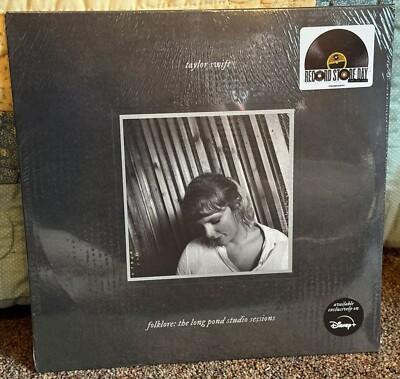 taylor swift
RECORD STORE DAY
folklore: the long pond studio sessions
available
exclusively on
Disney+